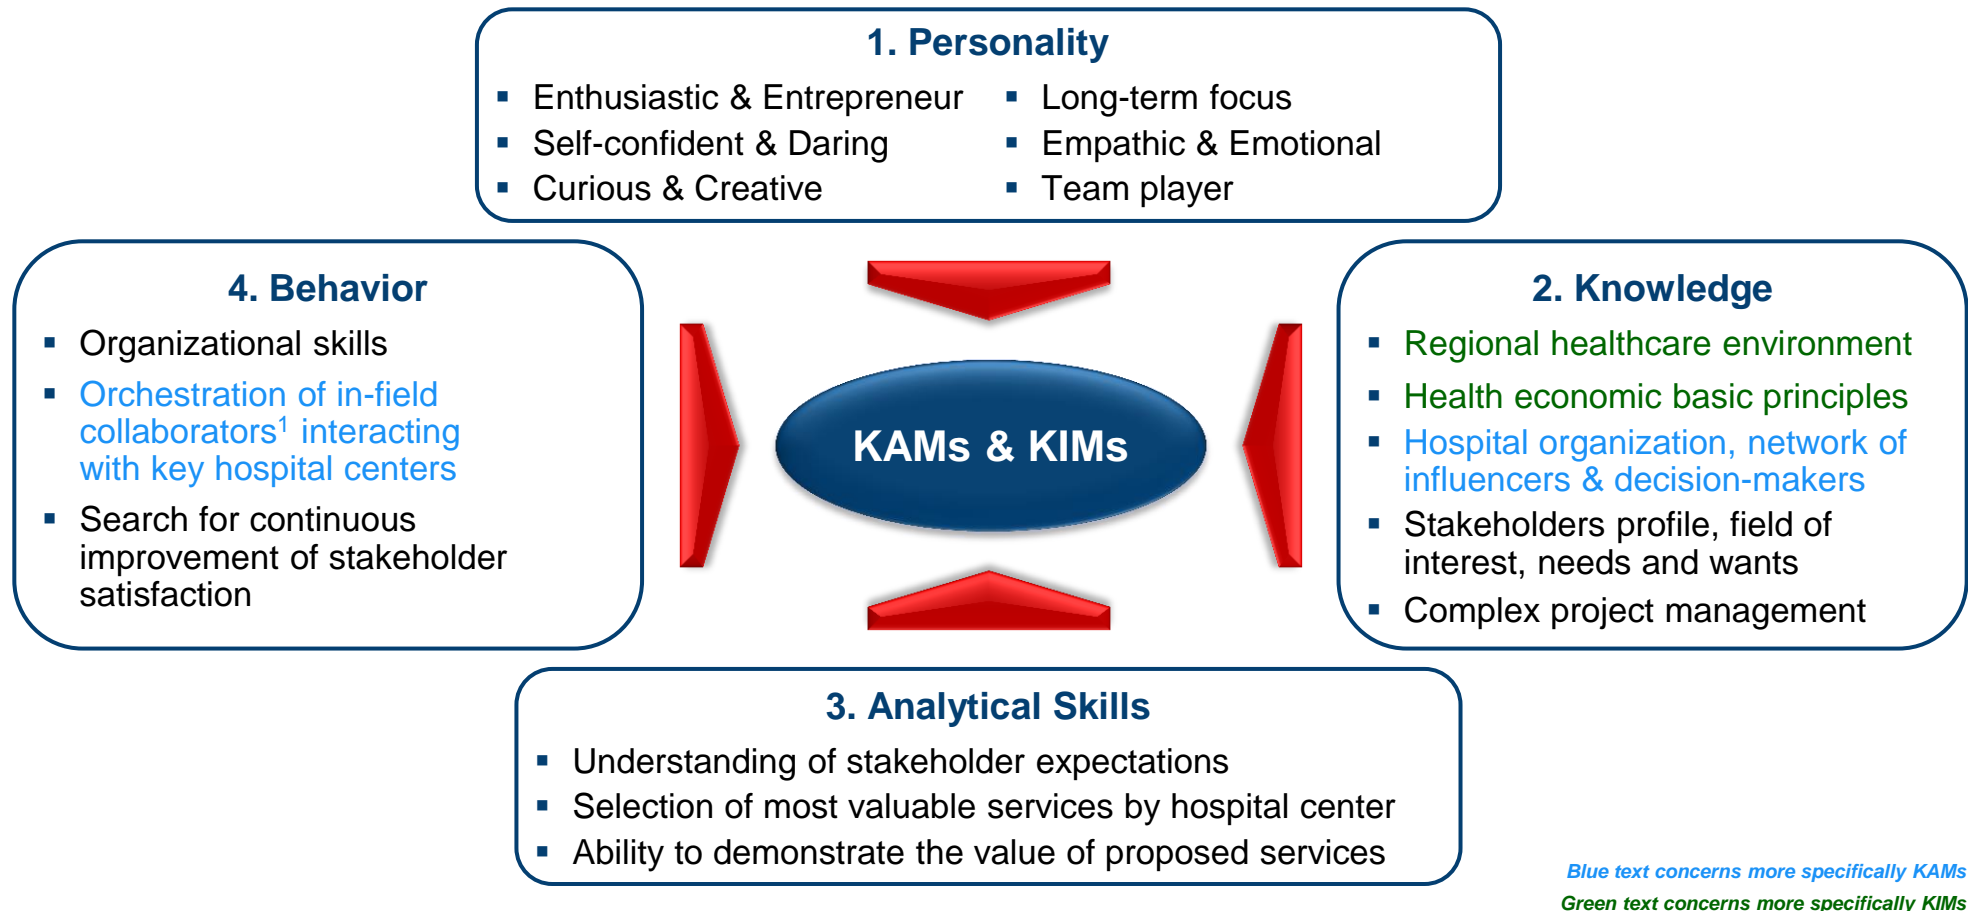 1. Personality
▪ Enthusiastic & Entrepreneur
▪ Self-confident & Daring
▪ Curious & Creative
▪ Long-term focus
▪ Empathic & Emotional
▪ Team player
4. Behavior
▪ Organizational skills
▪ Orchestration of in-field
collaborators¹ interacting
with key hospital centers
▪ Search for continuous
improvement of stakeholder
satisfaction
KAMs & KIMs
2. Knowledge
▪ Regional healthcare environment
▪ Health economic basic principles
▪ Hospital organization, network of
influencers & decision-makers
▪ Stakeholders profile, field of
interest, needs and wants
▪ Complex project management
3. Analytical Skills
▪ Understanding of stakeholder expectations
▪ Selection of most valuable services by hospital center
▪ Ability to demonstrate the value of proposed services
Blue text concerns more specifically KAMs
Green text concerns more specifically KIMs